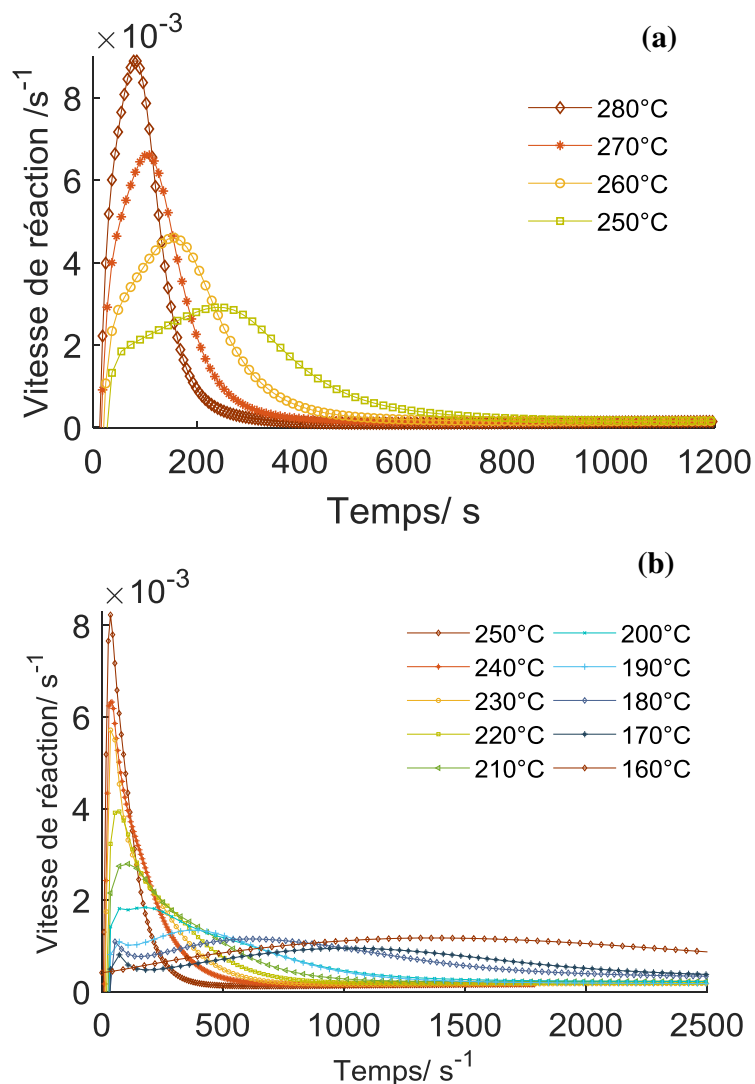 × 10-3
(a)
8
6
4
2
0
Vitesse de réaction /s-1
280°C
270°C
260°C
250°C
0 200 400 600 800 1000 1200
Temps/ s
(b)
× 10-3
8
6
4
2
0
Vitesse de réaction/ s-1
250°C 200°C
240°C 190°C
230°C 180°C
220°C 170°C
210°C 160°C
0 500 1000 1500 2000 2500
Temps/ s-1